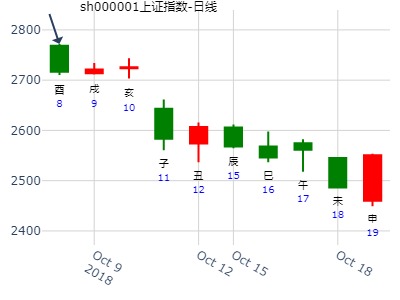 sh000001上证指数-日线
2800
2700
2600
2500
2400
酉
8
戌
9
亥
10
子
11
丑
12
辰
15
巳
16
午
17
未
18
申
19
Oct 9
2018
Oct 12
Oct 15
Oct 18